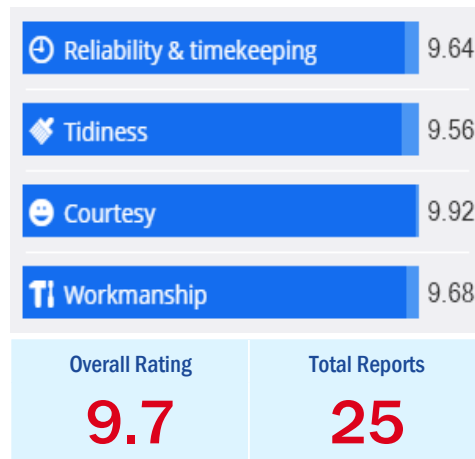 Reliability & timekeeping 9.64
Tidiness 9.56
Courtesy 9.92
Workmanship 9.68
Overall Rating Total Reports
9.7 25